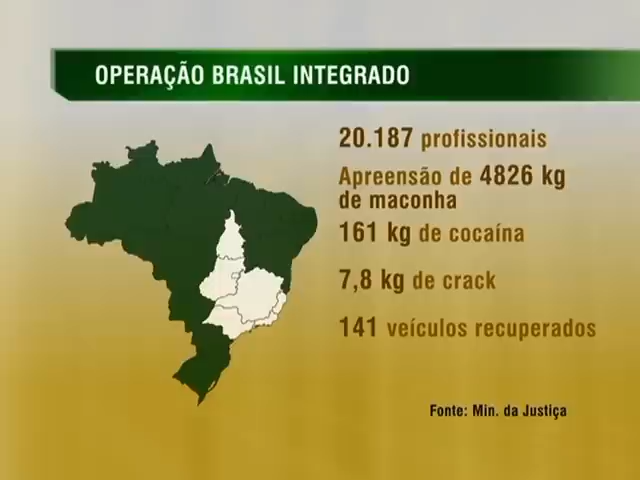 OPERAÇÃO BRASIL INTEGRADO
20.187 profissionais
Apreensão de 4826 kg
de maconha
161 kg de cocaína
7,8 kg de crack
141 veículos recuperados
Fonte: Min. da Justiça